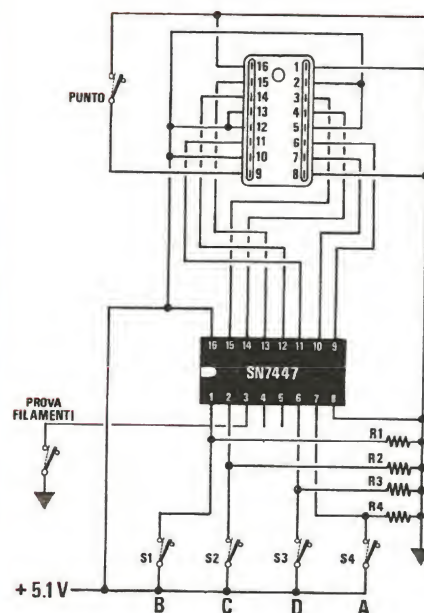 PUNTO
16 1
15 2
14 3
13 4
12 5
11 6
10 7
9 8
16 15 14 13 12 11 10 9
SN7447
1 2 3 4 5 6 7 8
PROVA
FILAMENTI
R1
R2
R3
R4
S1 S2 S3 S4
+ 5.1 V
B C D A